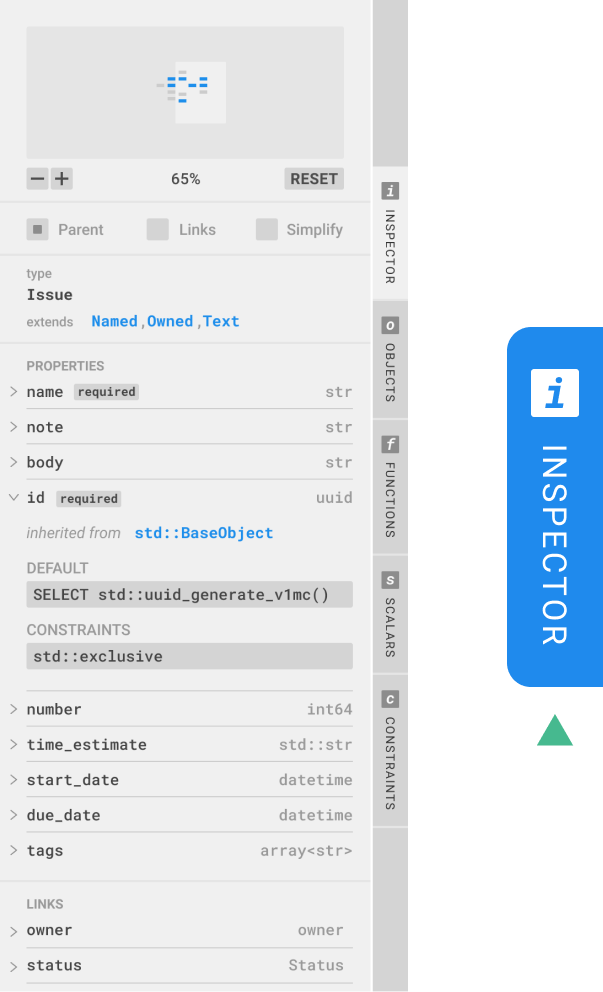 − + 65% RESET
Parent Links Simplify
type
Issue
extends Named,Owned,Text
PROPERTIES
name required str
note str
body str
id required uuid
inherited from std::BaseObject
DEFAULT
SELECT std::uuid_generate_v1mc()
CONSTRAINTS
std::exclusive
number int64
time_estimate std::str
start_date datetime
due_date datetime
tags array<str>
LINKS
owner owner
status Status
i INSPECTOR
o OBJECTS
f FUNCTIONS
s SCALARS
c CONSTRAINTS
i INSPECTOR